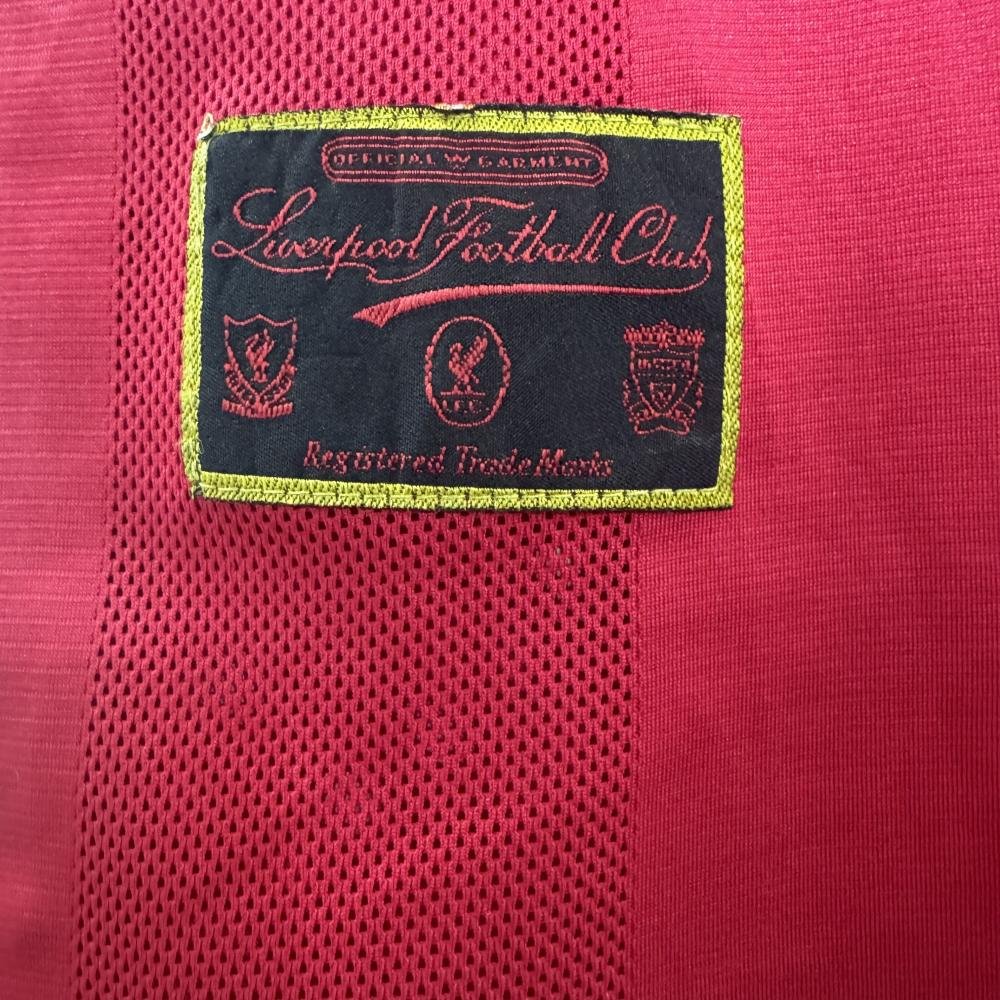 OFFICIAL GARMENT
Liverpool Football Club
L.F.C.
Registered Trade Marks